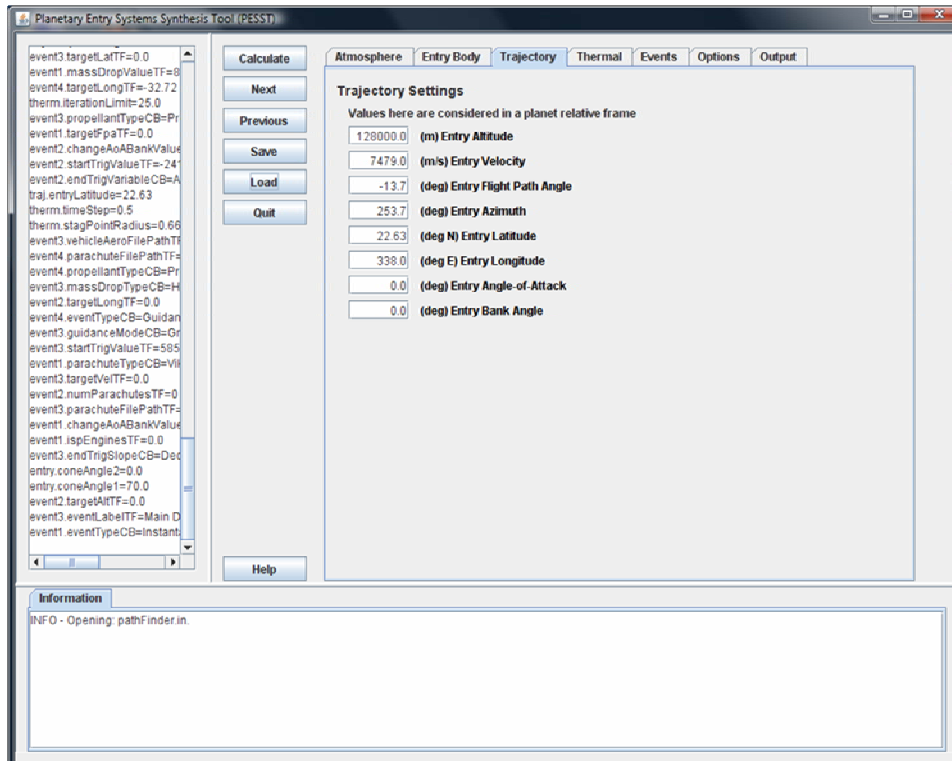 Planetary Entry Systems Synthesis Tool (PESST)
event3.targetLatTF=0.0
event1.massDropValueTF=8
event4.targetLongTF=-32.72
therm.iterationLimit=25.0
event3.propellantTypeCB=Pr
event1.targetFpaTF=0.0
event2.changeAoABankValue
event2.startTrigValueTF=-241
event2.endTrigVariableCB=A
traj.entryLatitude=22.63
therm.timeStep=0.5
therm.stagPointRadius=0.66
event3.vehicleAeroFilePathTF
event4.parachuteFilePathTF=
event4.propellantTypeCB=Pr
event3.massDropTypeCB=H
event2.targetLongTF=0.0
event4.eventTypeCB=Guidan
event3.guidanceModeCB=Gr
event3.startTrigValueTF=585
event1.parachuteTypeCB=Vik
event3.targetVelTF=0.0
event2.numParachutesTF=0
event3.parachuteFilePathTF=
event1.changeAoABankValue
event1.ispEnginesTF=0.0
event3.endTrigSlopeCB=Dec
entry.coneAngle2=0.0
entry.coneAngle1=70.0
event2.targetAltTF=0.0
event3.eventLabelTF=Main D
event1.eventTypeCB=Instant
Calculate
Next
Previous
Save
Load
Quit
Help
Atmosphere Entry Body Trajectory Thermal Events Options Output
Trajectory Settings
Values here are considered in a planet relative frame
128000.0 (m) Entry Altitude
7479.0 (m/s) Entry Velocity
-13.7 (deg) Entry Flight Path Angle
253.7 (deg) Entry Azimuth
22.63 (deg N) Entry Latitude
338.0 (deg E) Entry Longitude
0.0 (deg) Entry Angle-of-Attack
0.0 (deg) Entry Bank Angle
Information
INFO - Opening: pathFinder.in.